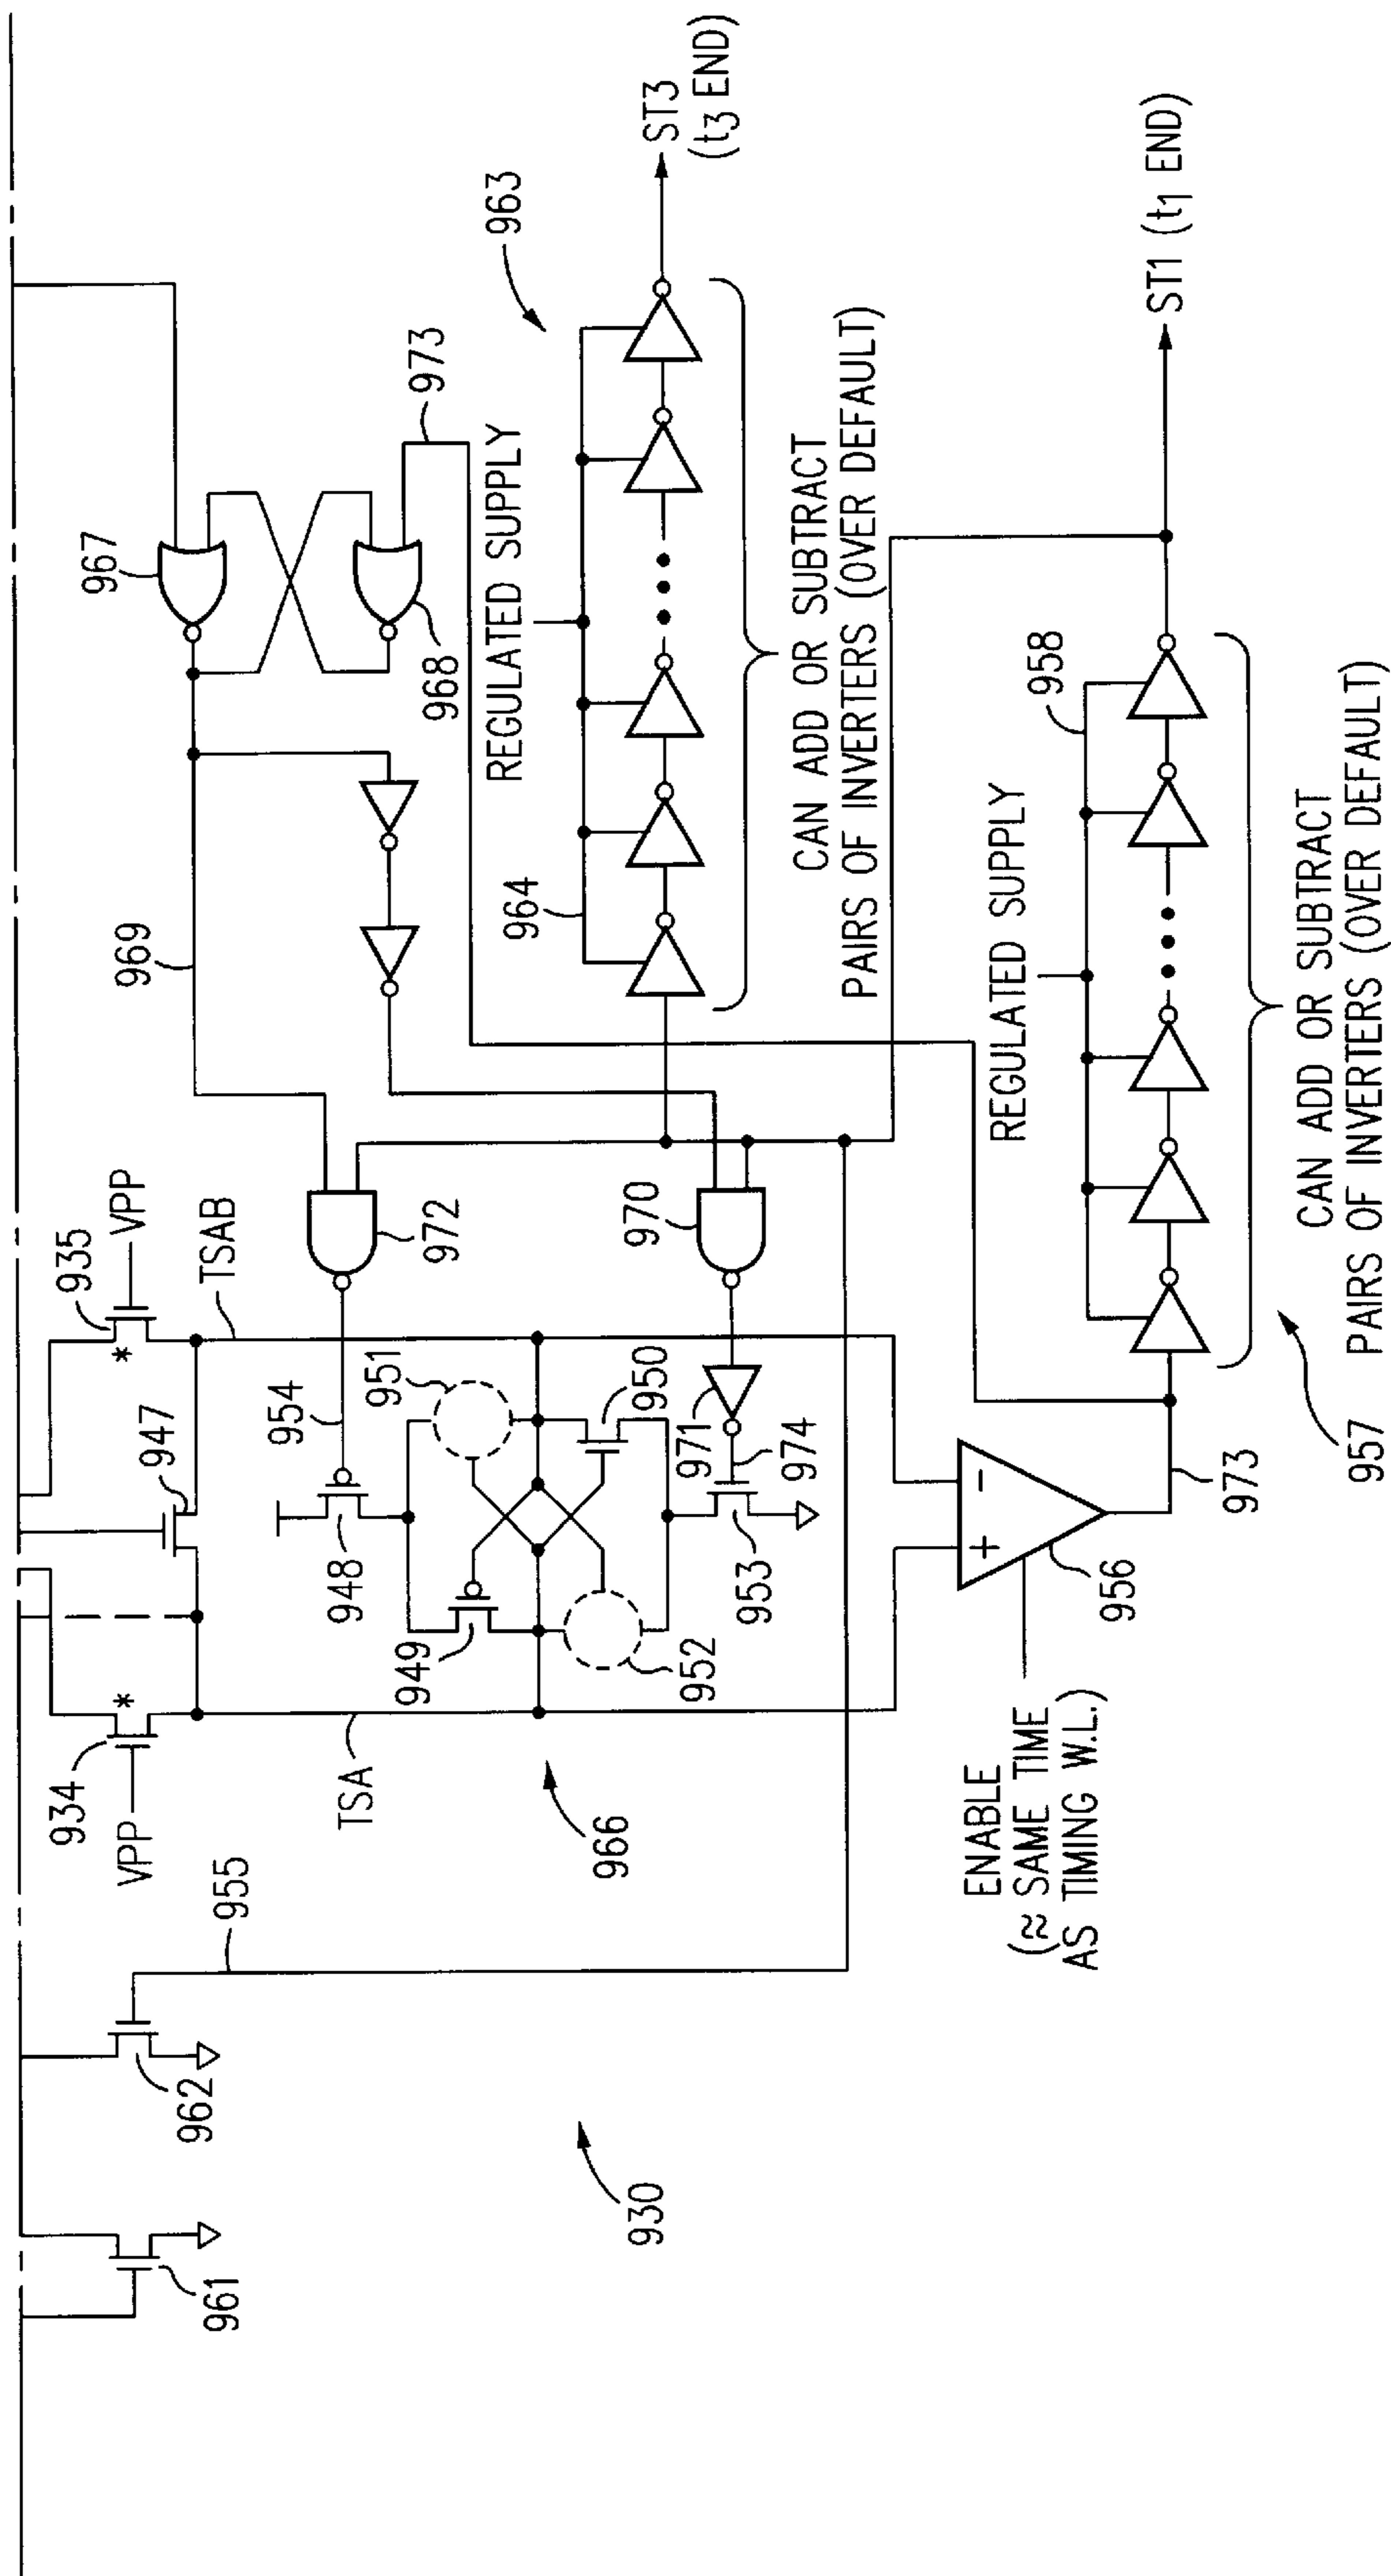 961
962
955
930
934
VPP
*
947
935
VPP
*
TSA
TSAB
966
948
954
949
951
952
950
953
971
974
972
970
969
967
968
973
REGULATED SUPPLY
964
963
ST3
(t3 END)
CAN ADD OR SUBTRACT
PAIRS OF INVERTERS (OVER DEFAULT)
ENABLE
(≈ SAME TIME
AS TIMING W.L.)
+
-
956
973
957
REGULATED SUPPLY
958
ST1 (t1 END)
CAN ADD OR SUBTRACT
PAIRS OF INVERTERS (OVER DEFAULT)